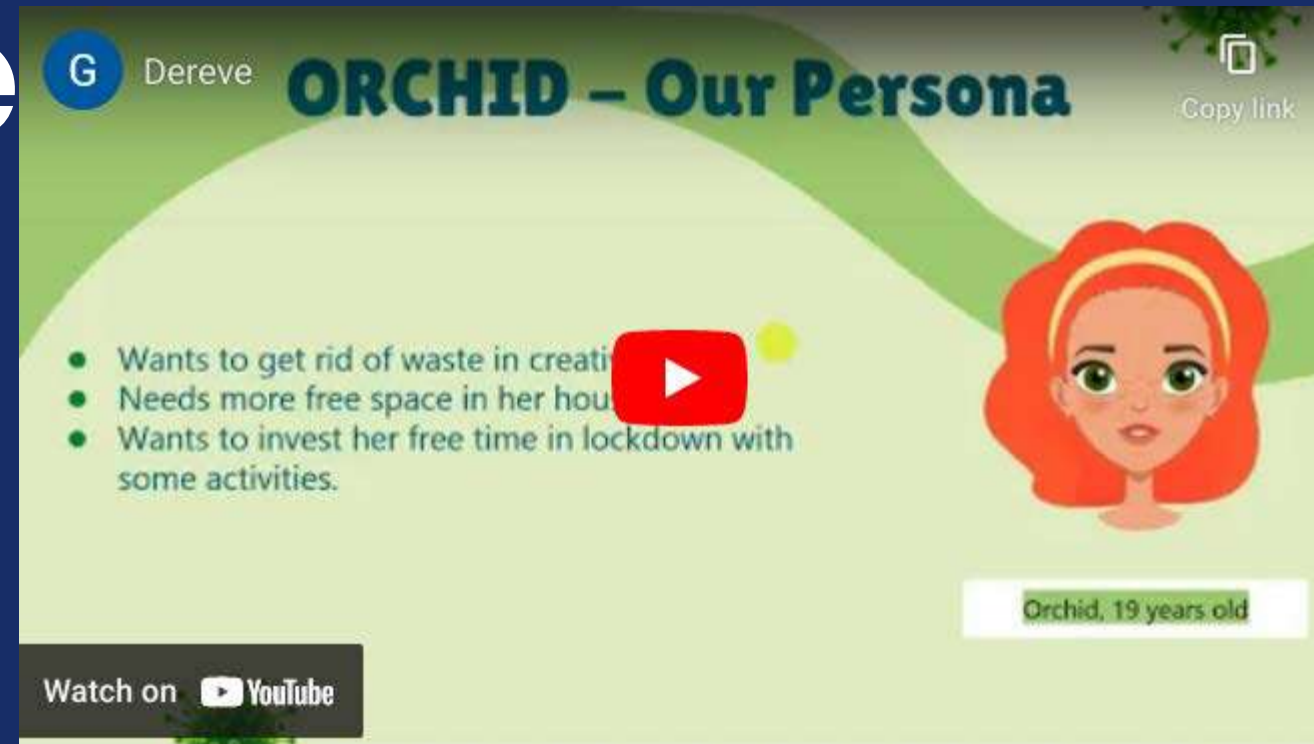 e
G Dereve
ORCHID – Our Persona
Copy link
Wants to get rid of waste in creati
Needs more free space in her hou
Wants to invest her free time in lockdown with
some activities.
Orchid, 19 years old
Watch on YouTube